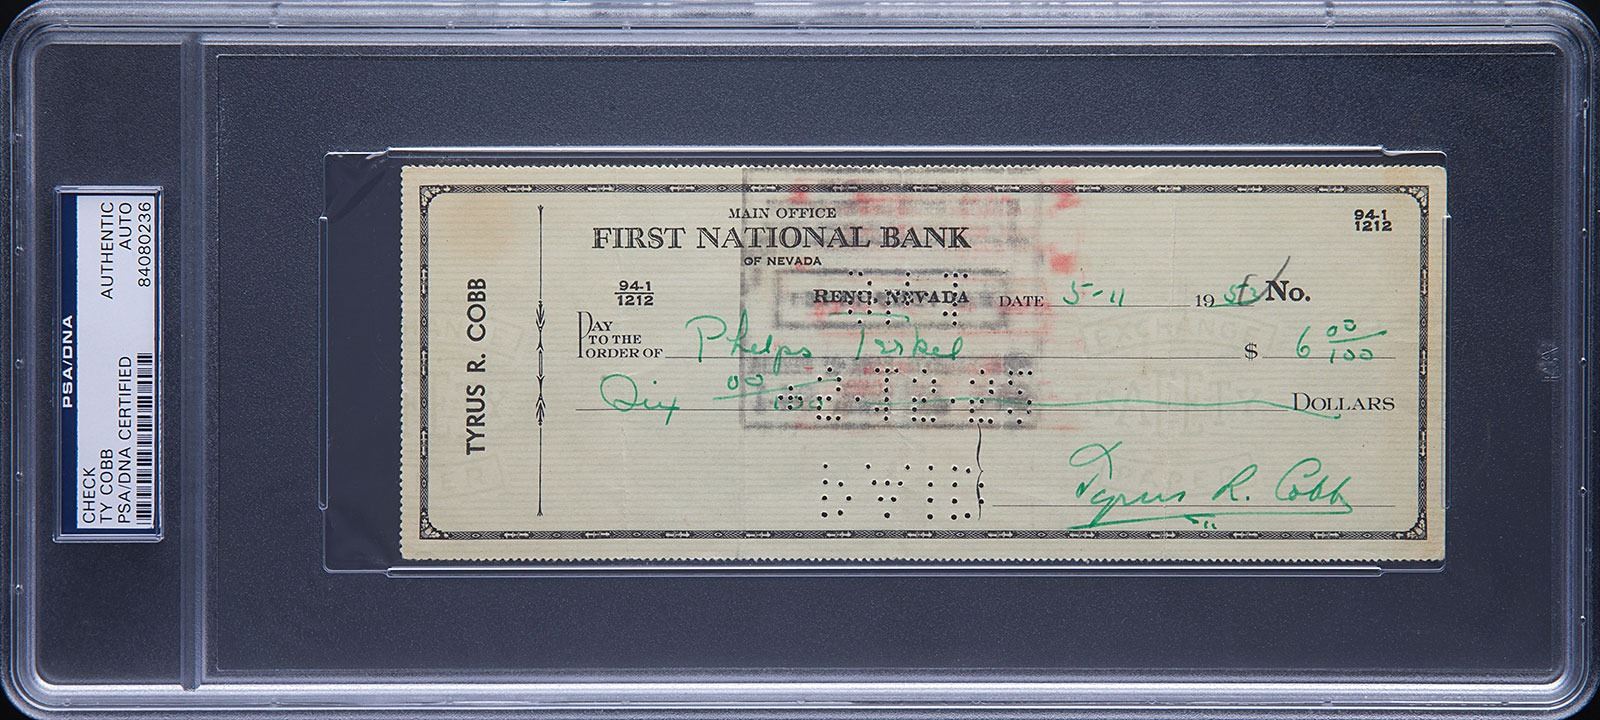 PSA/DNA
CHECK
TY COBB
PSA/DNA CERTIFIED
AUTHENTIC
AUTO
84080236
TYRUS R. COBB
MAIN OFFICE
FIRST NATIONAL BANK
OF NEVADA
94-1
1212
94-1
1212
RENO, NEVADA DATE 5-11 1952 No.
PAY TO THE ORDER OF Phelps $ 6 00/100
Six 00/100 DOLLARS
Tyrus R. Cobb